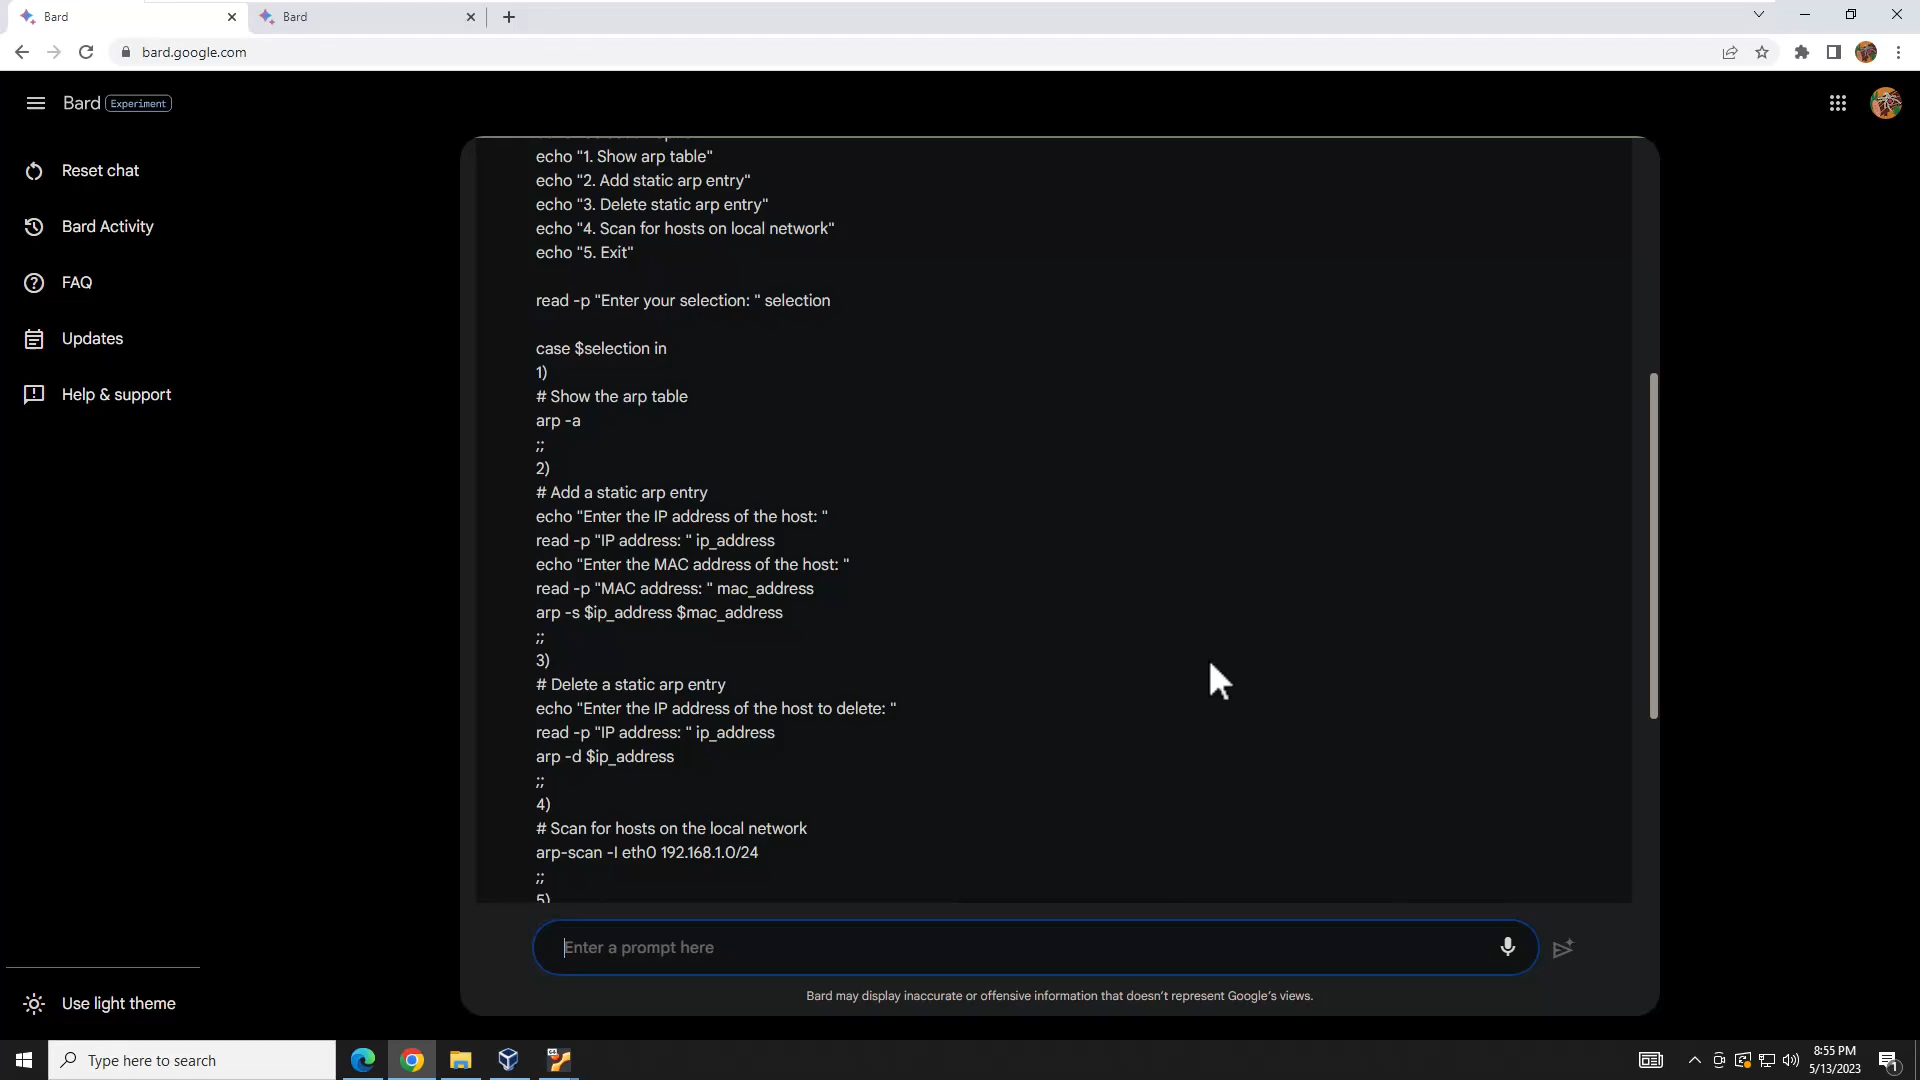 Bard
Bard
bard.google.com
Bard Experiment
Reset chat
Bard Activity
FAQ
Updates
Help & support
Use light theme
echo "1. Show arp table"
echo "2. Add static arp entry"
echo "3. Delete static arp entry"
echo "4. Scan for hosts on local network"
echo "5. Exit"
read -p "Enter your selection: " selection
case $selection in
1)
# Show the arp table
arp -a
;;
2)
# Add a static arp entry
echo "Enter the IP address of the host: "
read -p "IP address: " ip_address
echo "Enter the MAC address of the host: "
read -p "MAC address: " mac_address
arp -s $ip_address $mac_address
;;
3)
# Delete a static arp entry
echo "Enter the IP address of the host to delete: "
read -p "IP address: " ip_address
arp -d $ip_address
;;
4)
# Scan for hosts on the local network
arp-scan -I eth0 192.168.1.0/24
;;
5)
Enter a prompt here
Bard may display inaccurate or offensive information that doesn't represent Google's views.
Type here to search
8:55 PM
5/13/2023
1